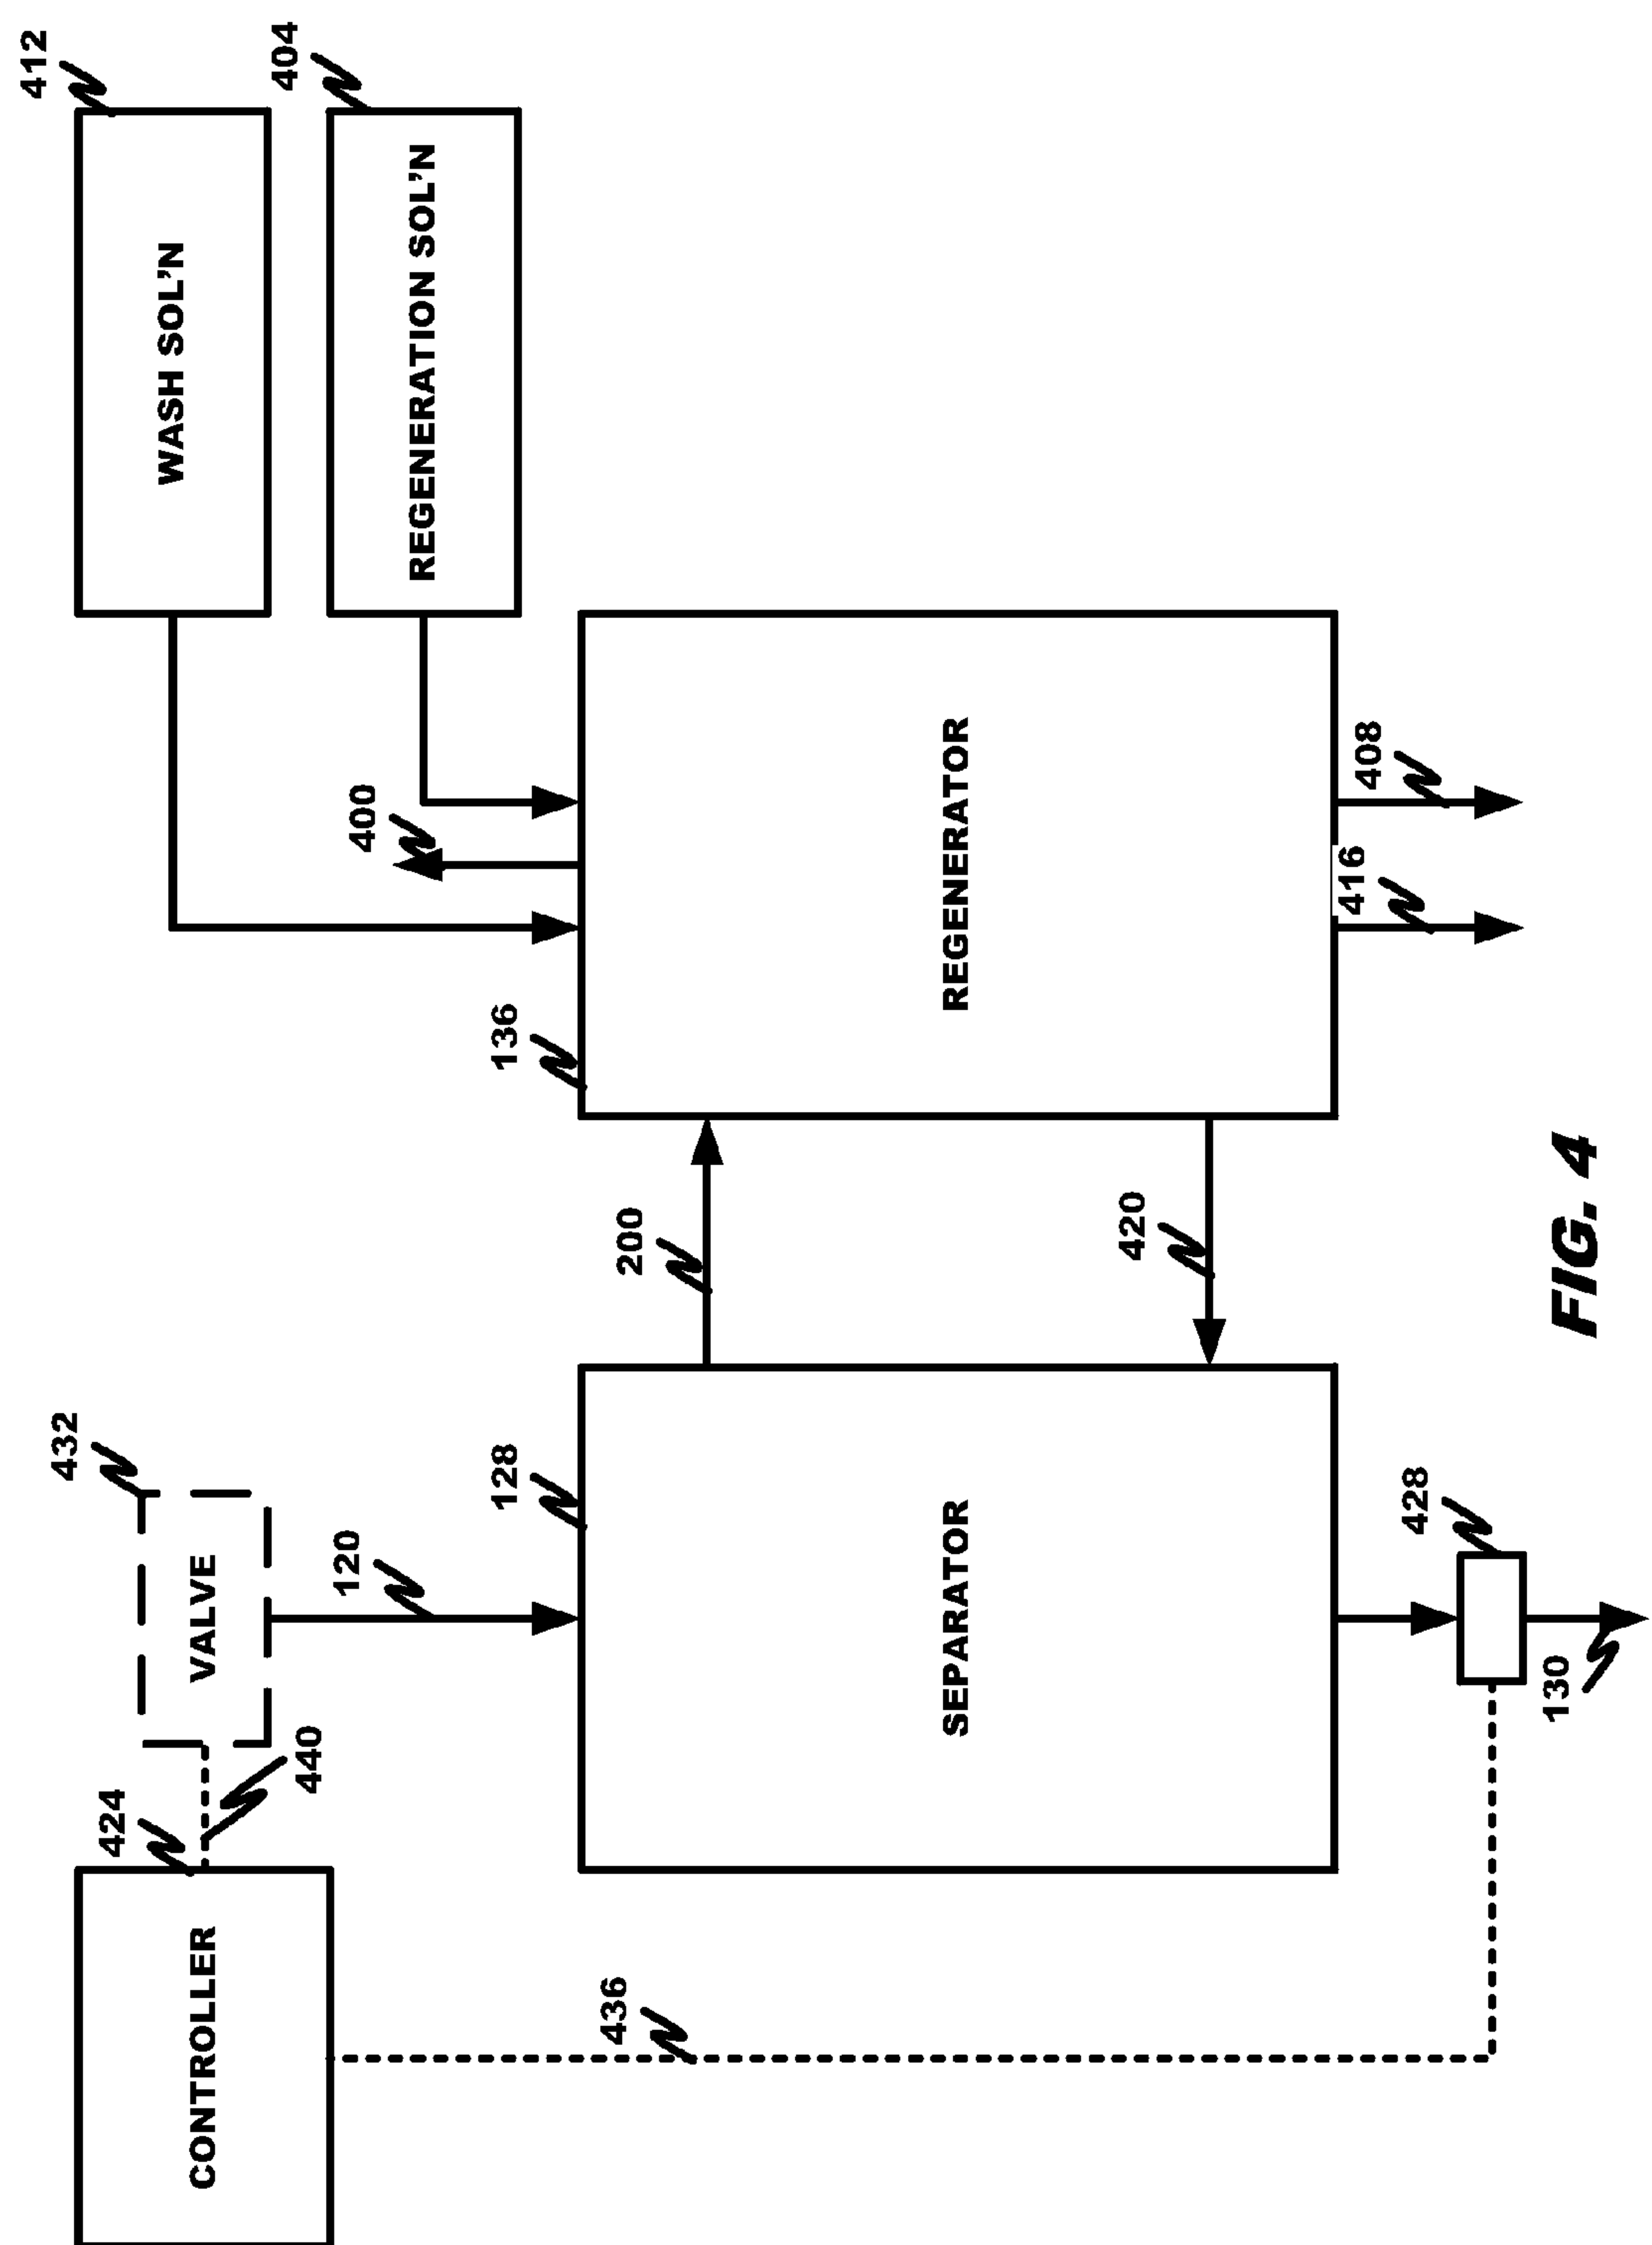 412
WASH SOL'N
404
REGENERATION SOL'N
432
VALVE
424
CONTROLLER
440
120
400
136
REGENERATOR
128
SEPARATOR
200
420
436
408
416
428
130
FIG. 4